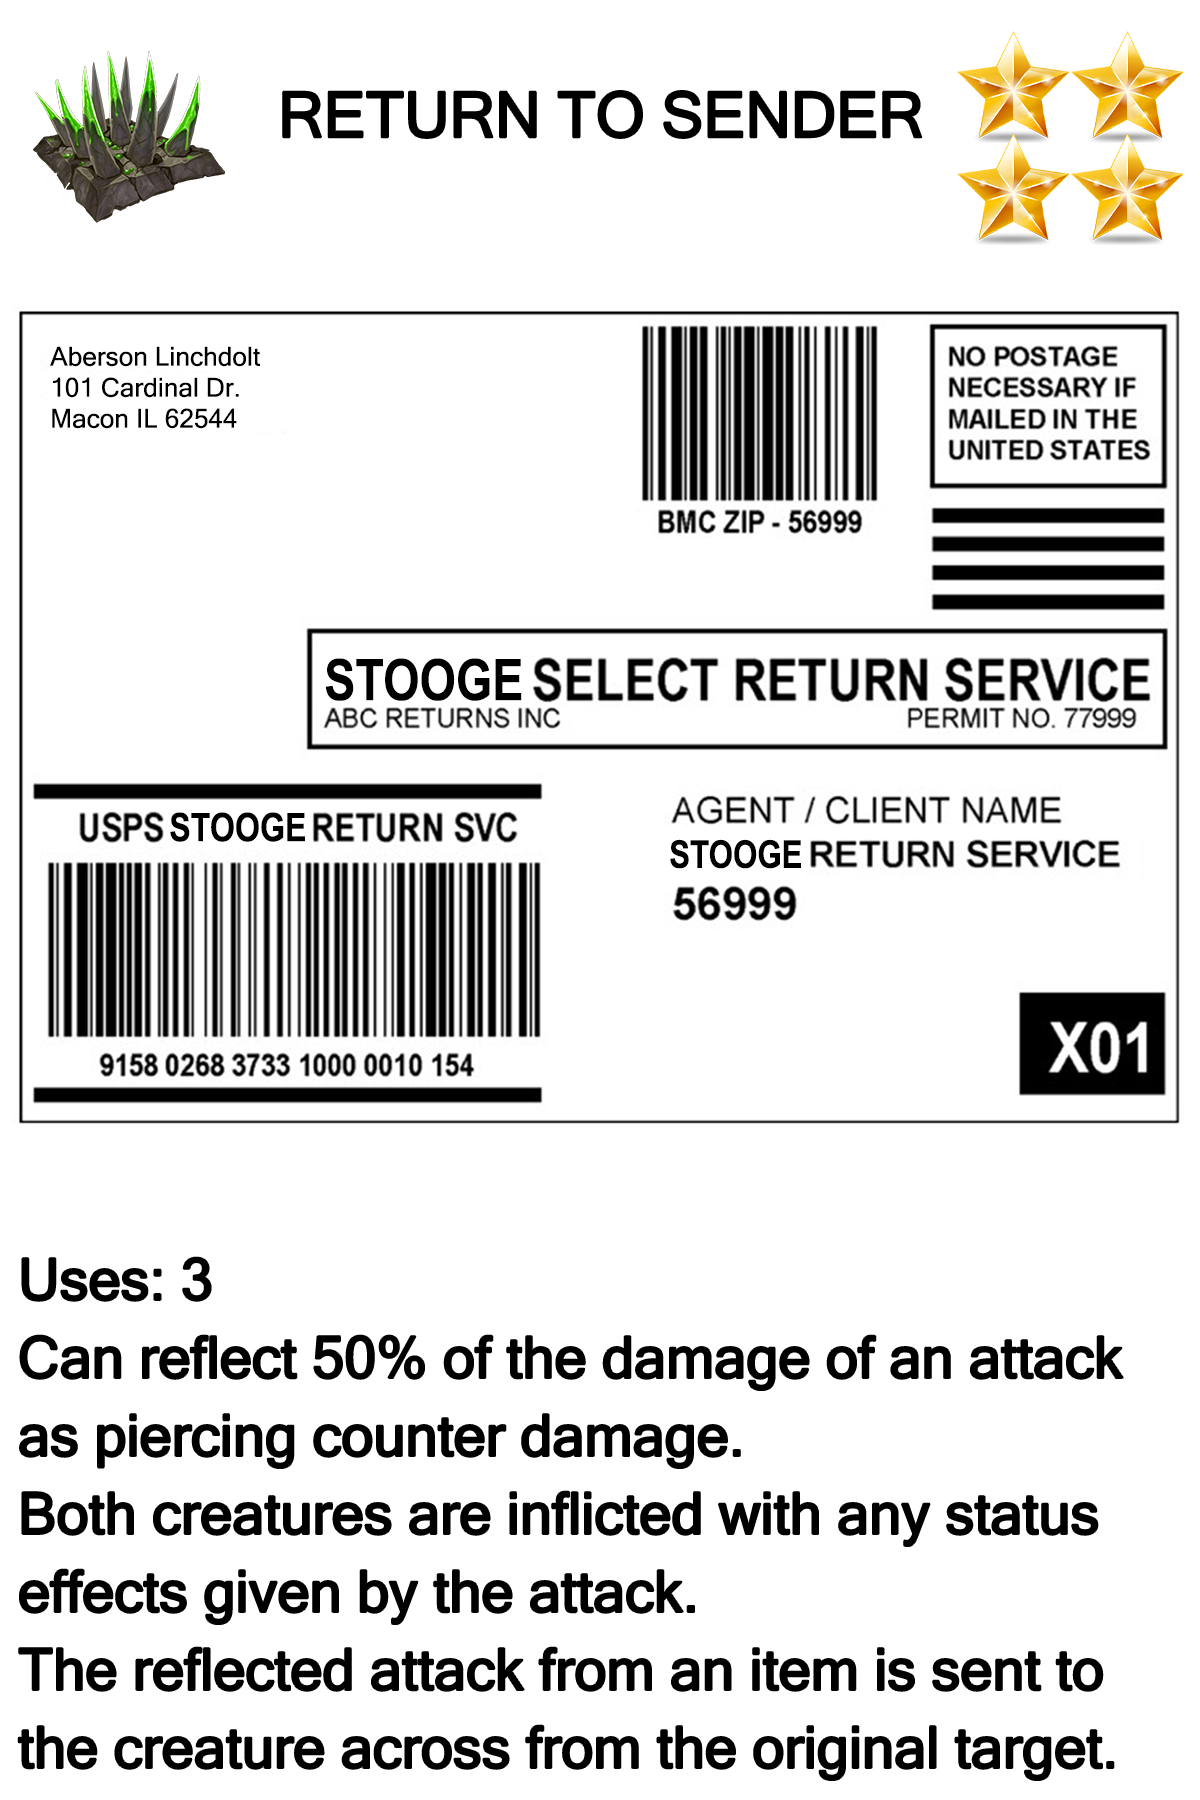 RETURN TO SENDER
Aberson Linchdolt
101 Cardinal Dr.
Macon IL 62544
BMC ZIP - 56999
NO POSTAGE
NECESSARY IF
MAILED IN THE
UNITED STATES
STOOGE SELECT RETURN SERVICE
ABC RETURNS INC PERMIT NO. 77999
USPS STOOGE RETURN SVC
9158 0268 3733 1000 0010 154
AGENT / CLIENT NAME
STOOGE RETURN SERVICE
56999
X01
Uses: 3
Can reflect 50% of the damage of an attack
as piercing counter damage.
Both creatures are inflicted with any status
effects given by the attack.
The reflected attack from an item is sent to
the creature across from the original target.